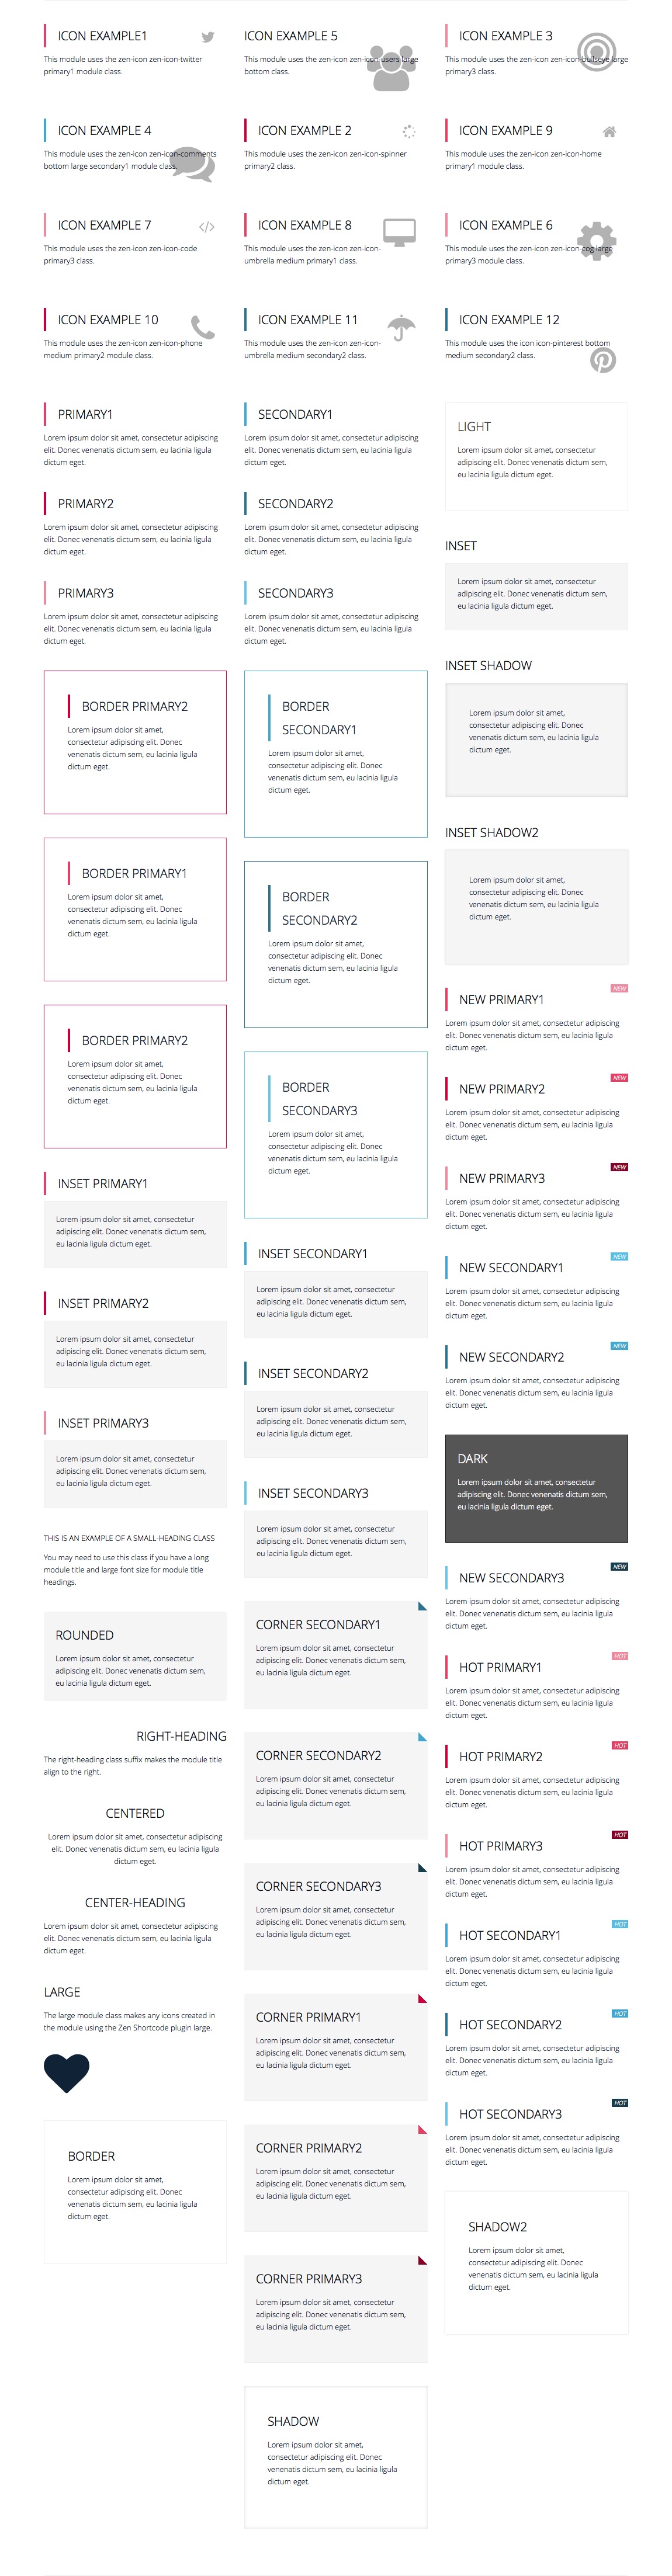 ICON EXAMPLE1
This module uses the zen-icon zen-icon-twitter
primary1 module class.
ICON EXAMPLE 5
This module uses the zen-icon zen-icon-users large
bottom class.
ICON EXAMPLE 3
This module uses the zen-icon zen-icon-bullseye large
primary3 class.
ICON EXAMPLE 4
This module uses the zen-icon zen-icon-comments
bottom large secondary1 module class.
ICON EXAMPLE 2
This module uses the zen-icon zen-icon-spinner
primary2 class.
ICON EXAMPLE 9
This module uses the zen-icon zen-icon-home
primary1 module class.
ICON EXAMPLE 7
This module uses the zen-icon zen-icon-code
primary3 class.
ICON EXAMPLE 8
This module uses the zen-icon zen-icon-
umbrella medium primary1 class.
ICON EXAMPLE 6
This module uses the zen-icon zen-icon-cog large
primary3 module class.
ICON EXAMPLE 10
This module uses the zen-icon zen-icon-phone
medium primary2 module class.
ICON EXAMPLE 11
This module uses the zen-icon zen-icon-
umbrella medium secondary2 class.
ICON EXAMPLE 12
This module uses the icon icon-pinterest bottom
medium secondary2 class.
PRIMARY1
Lorem ipsum dolor sit amet, consectetur adipiscing
elit. Donec venenatis dictum sem, eu lacinia ligula
dictum eget.
PRIMARY2
Lorem ipsum dolor sit amet, consectetur adipiscing
elit. Donec venenatis dictum sem, eu lacinia ligula
dictum eget.
PRIMARY3
Lorem ipsum dolor sit amet, consectetur adipiscing
elit. Donec venenatis dictum sem, eu lacinia ligula
dictum eget.
BORDER PRIMARY2
Lorem ipsum dolor sit amet,
consectetur adipiscing elit. Donec
venenatis dictum sem, eu lacinia ligula
dictum eget.
BORDER PRIMARY1
Lorem ipsum dolor sit amet,
consectetur adipiscing elit. Donec
venenatis dictum sem, eu lacinia ligula
dictum eget.
BORDER PRIMARY2
Lorem ipsum dolor sit amet,
consectetur adipiscing elit. Donec
venenatis dictum sem, eu lacinia ligula
dictum eget.
INSET PRIMARY1
Lorem ipsum dolor sit amet, consectetur
adipiscing elit. Donec venenatis dictum sem,
eu lacinia ligula dictum eget.
INSET PRIMARY2
Lorem ipsum dolor sit amet, consectetur
adipiscing elit. Donec venenatis dictum sem,
eu lacinia ligula dictum eget.
INSET PRIMARY3
Lorem ipsum dolor sit amet, consectetur
adipiscing elit. Donec venenatis dictum sem,
eu lacinia ligula dictum eget.
THIS IS AN EXAMPLE OF A SMALL-HEADING CLASS
You may need to use this class if you have a long
module title and large font size for module title
headings.
ROUNDED
Lorem ipsum dolor sit amet, consectetur
adipiscing elit. Donec venenatis dictum sem,
eu lacinia ligula dictum eget.
RIGHT-HEADING
The right-heading class suffix makes the module title
align to the right.
CENTERED
Lorem ipsum dolor sit amet, consectetur adipiscing
elit. Donec venenatis dictum sem, eu lacinia ligula
dictum eget.
CENTER-HEADING
Lorem ipsum dolor sit amet, consectetur adipiscing
elit. Donec venenatis dictum sem, eu lacinia ligula
dictum eget.
LARGE
The large module class makes any icons created in
the module using the Zen Shortcode plugin large.
BORDER
Lorem ipsum dolor sit amet,
consectetur adipiscing elit. Donec
venenatis dictum sem, eu lacinia ligula
dictum eget.
SECONDARY1
Lorem ipsum dolor sit amet, consectetur adipiscing
elit. Donec venenatis dictum sem, eu lacinia ligula
dictum eget.
SECONDARY2
Lorem ipsum dolor sit amet, consectetur adipiscing
elit. Donec venenatis dictum sem, eu lacinia ligula
dictum eget.
SECONDARY3
Lorem ipsum dolor sit amet, consectetur adipiscing
elit. Donec venenatis dictum sem, eu lacinia ligula
dictum eget.
BORDER
SECONDARY1
Lorem ipsum dolor sit amet,
consectetur adipiscing elit. Donec
venenatis dictum sem, eu lacinia ligula
dictum eget.
BORDER
SECONDARY2
Lorem ipsum dolor sit amet,
consectetur adipiscing elit. Donec
venenatis dictum sem, eu lacinia ligula
dictum eget.
BORDER
SECONDARY3
Lorem ipsum dolor sit amet,
consectetur adipiscing elit. Donec
venenatis dictum sem, eu lacinia ligula
dictum eget.
INSET SECONDARY1
Lorem ipsum dolor sit amet, consectetur
adipiscing elit. Donec venenatis dictum sem,
eu lacinia ligula dictum eget.
INSET SECONDARY2
Lorem ipsum dolor sit amet, consectetur
adipiscing elit. Donec venenatis dictum sem,
eu lacinia ligula dictum eget.
INSET SECONDARY3
Lorem ipsum dolor sit amet, consectetur
adipiscing elit. Donec venenatis dictum sem,
eu lacinia ligula dictum eget.
CORNER SECONDARY1
Lorem ipsum dolor sit amet, consectetur
adipiscing elit. Donec venenatis dictum sem,
eu lacinia ligula dictum eget.
CORNER SECONDARY2
Lorem ipsum dolor sit amet, consectetur
adipiscing elit. Donec venenatis dictum sem,
eu lacinia ligula dictum eget.
CORNER SECONDARY3
Lorem ipsum dolor sit amet, consectetur
adipiscing elit. Donec venenatis dictum sem,
eu lacinia ligula dictum eget.
CORNER PRIMARY1
Lorem ipsum dolor sit amet, consectetur
adipiscing elit. Donec venenatis dictum sem,
eu lacinia ligula dictum eget.
CORNER PRIMARY2
Lorem ipsum dolor sit amet, consectetur
adipiscing elit. Donec venenatis dictum sem,
eu lacinia ligula dictum eget.
CORNER PRIMARY3
Lorem ipsum dolor sit amet, consectetur
adipiscing elit. Donec venenatis dictum sem,
eu lacinia ligula dictum eget.
SHADOW
Lorem ipsum dolor sit amet,
consectetur adipiscing elit. Donec
venenatis dictum sem, eu lacinia ligula
dictum eget.
LIGHT
Lorem ipsum dolor sit amet, consectetur
adipiscing elit. Donec venenatis dictum sem,
eu lacinia ligula dictum eget.
INSET
Lorem ipsum dolor sit amet, consectetur
adipiscing elit. Donec venenatis dictum sem,
eu lacinia ligula dictum eget.
INSET SHADOW
Lorem ipsum dolor sit amet,
consectetur adipiscing elit. Donec
venenatis dictum sem, eu lacinia ligula
dictum eget.
INSET SHADOW2
Lorem ipsum dolor sit amet,
consectetur adipiscing elit. Donec
venenatis dictum sem, eu lacinia ligula
dictum eget.
NEW
NEW PRIMARY1
Lorem ipsum dolor sit amet, consectetur adipiscing
elit. Donec venenatis dictum sem, eu lacinia ligula
dictum eget.
NEW
NEW PRIMARY2
Lorem ipsum dolor sit amet, consectetur adipiscing
elit. Donec venenatis dictum sem, eu lacinia ligula
dictum eget.
NEW
NEW PRIMARY3
Lorem ipsum dolor sit amet, consectetur adipiscing
elit. Donec venenatis dictum sem, eu lacinia ligula
dictum eget.
NEW
NEW SECONDARY1
Lorem ipsum dolor sit amet, consectetur adipiscing
elit. Donec venenatis dictum sem, eu lacinia ligula
dictum eget.
NEW
NEW SECONDARY2
Lorem ipsum dolor sit amet, consectetur adipiscing
elit. Donec venenatis dictum sem, eu lacinia ligula
dictum eget.
DARK
Lorem ipsum dolor sit amet, consectetur
adipiscing elit. Donec venenatis dictum sem,
eu lacinia ligula dictum eget.
NEW
NEW SECONDARY3
Lorem ipsum dolor sit amet, consectetur adipiscing
elit. Donec venenatis dictum sem, eu lacinia ligula
dictum eget.
HOT
HOT PRIMARY1
Lorem ipsum dolor sit amet, consectetur adipiscing
elit. Donec venenatis dictum sem, eu lacinia ligula
dictum eget.
HOT
HOT PRIMARY2
Lorem ipsum dolor sit amet, consectetur adipiscing
elit. Donec venenatis dictum sem, eu lacinia ligula
dictum eget.
HOT
HOT PRIMARY3
Lorem ipsum dolor sit amet, consectetur adipiscing
elit. Donec venenatis dictum sem, eu lacinia ligula
dictum eget.
HOT
HOT SECONDARY1
Lorem ipsum dolor sit amet, consectetur adipiscing
elit. Donec venenatis dictum sem, eu lacinia ligula
dictum eget.
HOT
HOT SECONDARY2
Lorem ipsum dolor sit amet, consectetur adipiscing
elit. Donec venenatis dictum sem, eu lacinia ligula
dictum eget.
HOT
HOT SECONDARY3
Lorem ipsum dolor sit amet, consectetur adipiscing
elit. Donec venenatis dictum sem, eu lacinia ligula
dictum eget.
SHADOW2
Lorem ipsum dolor sit amet,
consectetur adipiscing elit. Donec
venenatis dictum sem, eu lacinia ligula
dictum eget.